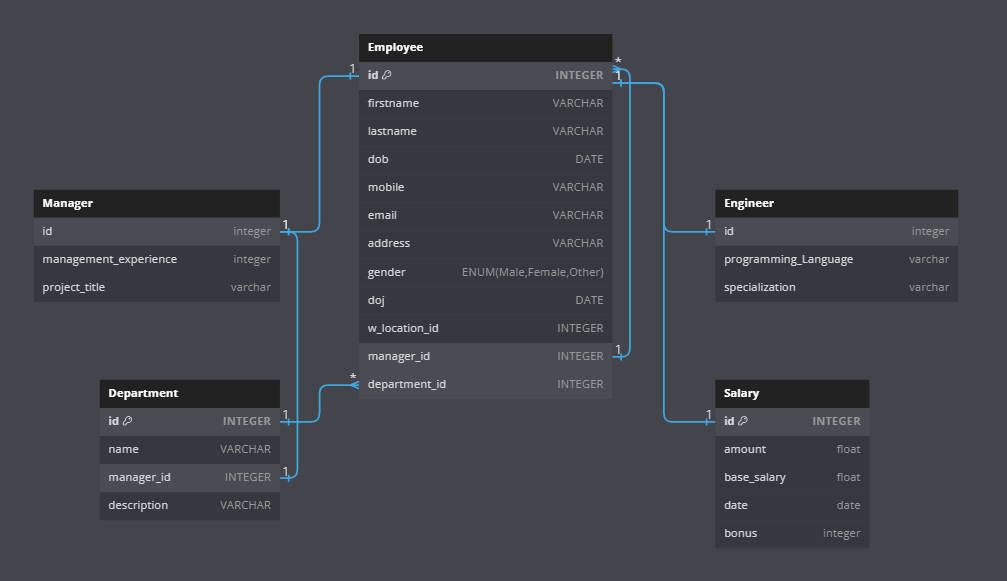 Employee
id INTEGER
firstname VARCHAR
lastname VARCHAR
dob DATE
mobile VARCHAR
email VARCHAR
address VARCHAR
gender ENUM(Male,Female,Other)
doj DATE
w_location_id INTEGER
manager_id INTEGER
department_id INTEGER
1
*
1
1
*
Manager
id integer
management_experience integer
project_title varchar
1
Department
id INTEGER
name VARCHAR
manager_id INTEGER
description VARCHAR
1
1
Engineer
id integer
programming_Language varchar
specialization varchar
1
Salary
id INTEGER
amount float
base_salary float
date date
bonus integer
1